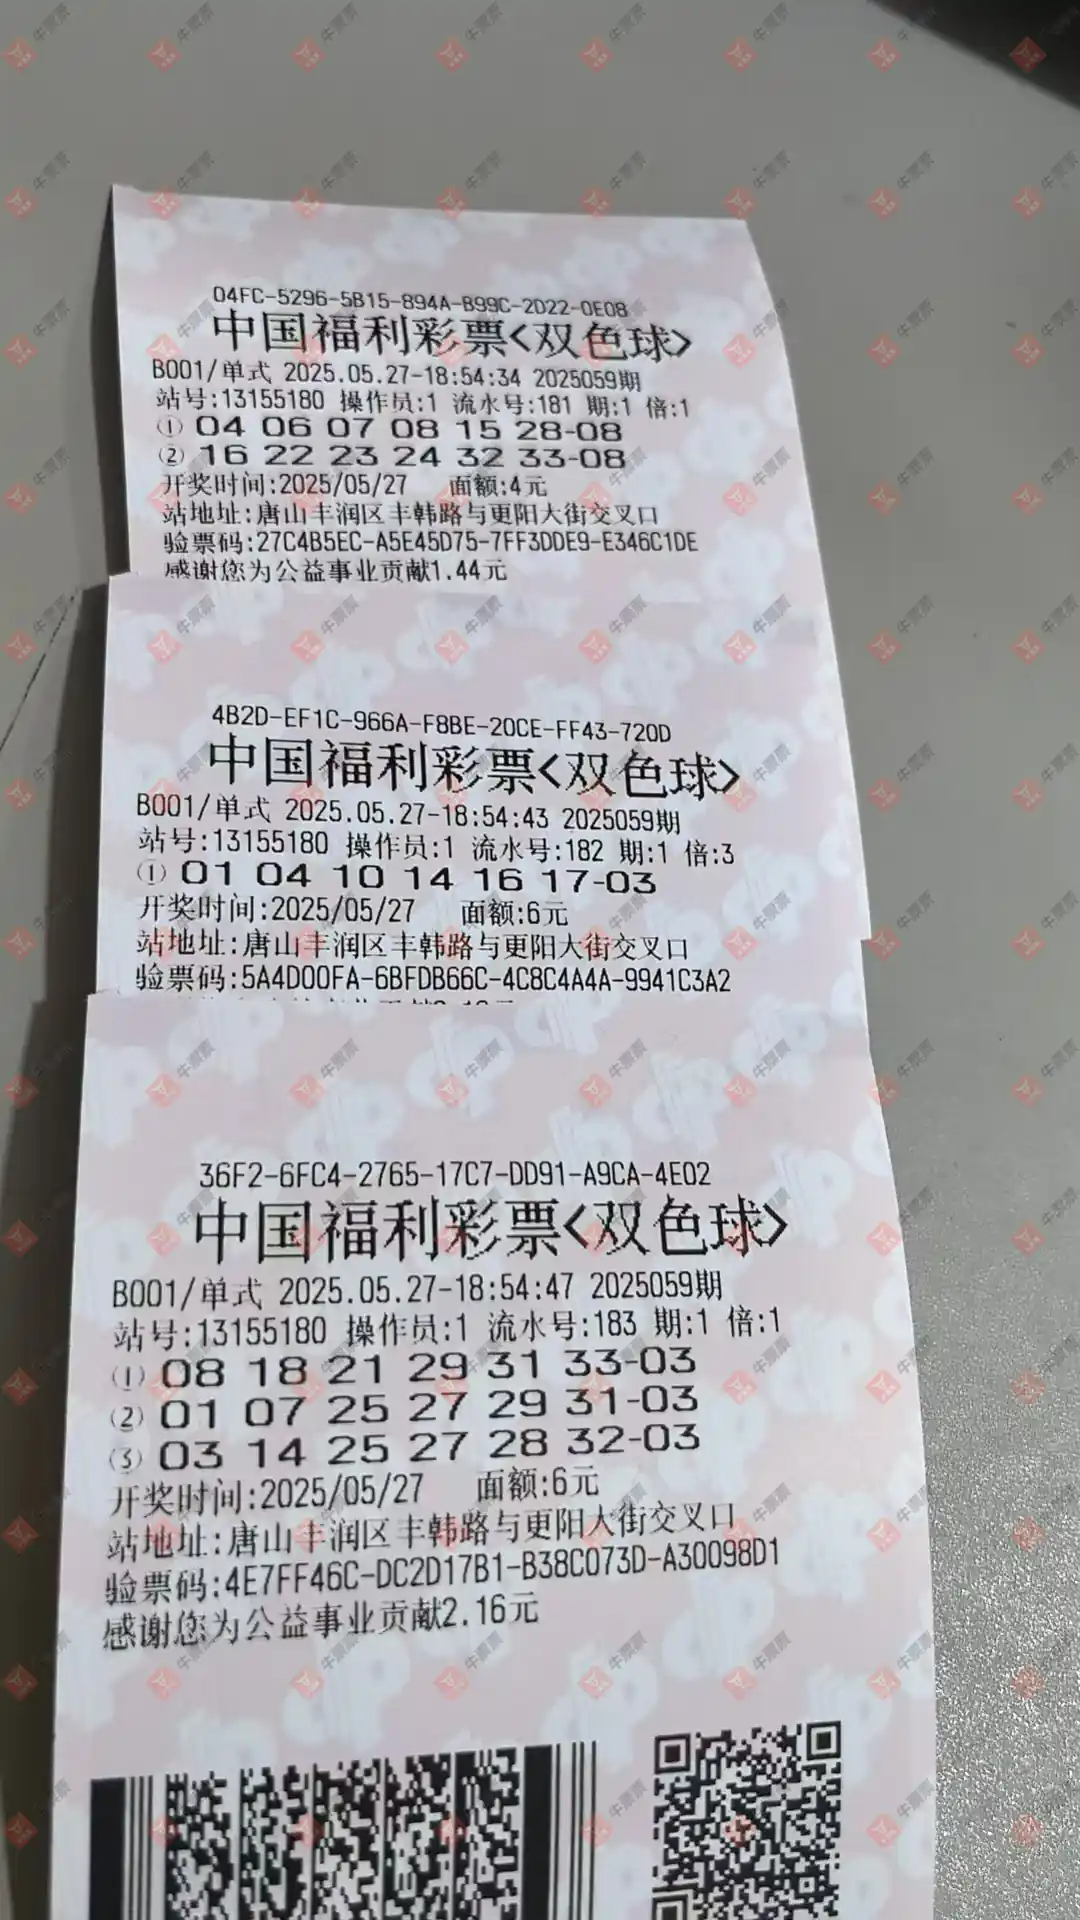 04FC-5296-5B15-894A-B99C-2D22-0E08
中国福利彩票<双色球>
B001/单式 2025.05.27-18:54:34 2025059期
站号:13155180 操作员:1 流水号:181 期:1 倍:1
① 04 06 07 08 15 28-08
② 16 22 23 24 32 33-08
开奖时间:2025/05/27 面额:4元
站地址:唐山丰润区丰韩路与更阳大街交叉口
验票码:27C4B5EC-A5E45D75-7FF3DDE9-E346C1DE
感谢您为公益事业贡献1.44元
4B2D-EF1C-966A-F8BE-20CE-FF43-720D
中国福利彩票<双色球>
B001/单式 2025.05.27-18:54:43 2025059期
站号:13155180 操作员:1 流水号:182 期:1 倍:3
① 01 04 10 14 16 17-03
开奖时间:2025/05/27 面额:6元
站地址:唐山丰润区丰韩路与更阳大街交叉口
验票码:5A4D00FA-6BFDB66C-4C8C4A4A-9941C3A2
36F2-6FC4-2765-17C7-DD91-A9CA-4E02
中国福利彩票<双色球>
B001/单式 2025.05.27-18:54:47 2025059期
站号:13155180 操作员:1 流水号:183 期:1 倍:1
① 08 18 21 29 31 33-03
② 01 07 25 27 29 31-03
③ 03 14 25 27 28 32-03
开奖时间:2025/05/27 面额:6元
站地址:唐山丰润区丰韩路与更阳大街交叉口
验票码:4E7FF46C-DC2D17B1-B38C073D-A30098D1
感谢您为公益事业贡献2.16元
牛票票